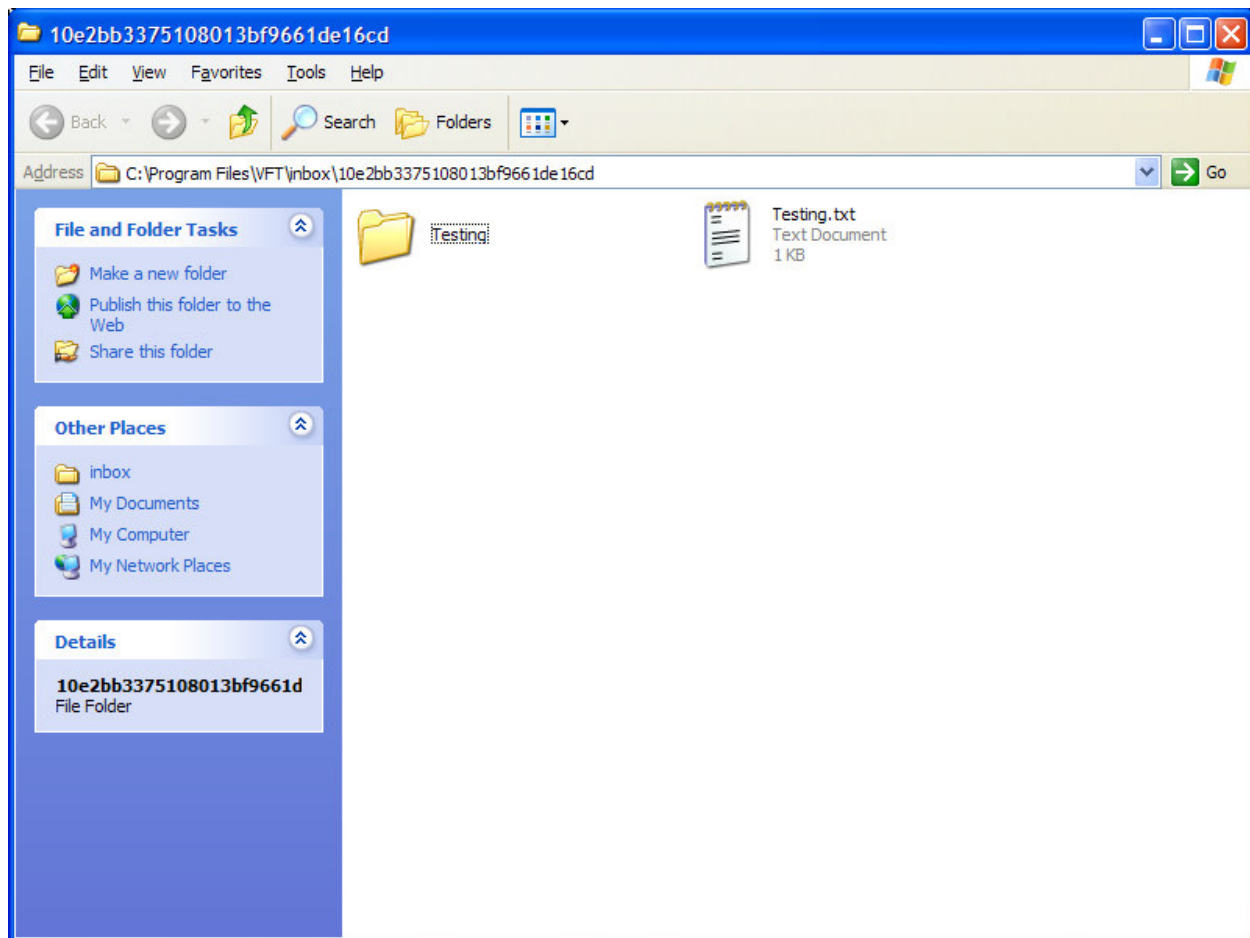 10e2bb3375108013bf9661de16cd
File Edit View Favorites Tools Help
Back Search Folders
Address C:\Program Files\VFT\inbox\10e2bb3375108013bf9661de16cd Go
File and Folder Tasks
Make a new folder
Publish this folder to the
Web
Share this folder
Other Places
inbox
My Documents
My Computer
My Network Places
Details
10e2bb3375108013bf9661d
File Folder
Testing
Testing.txt
Text Document
1 KB